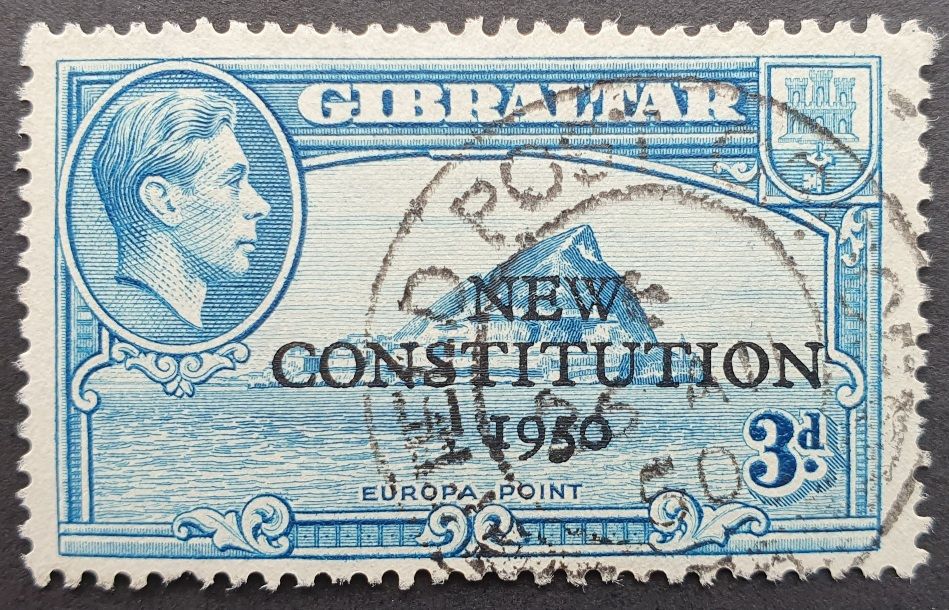 GIBRALTAR
NEW
CONSTITUTION
1950
3d
EUROPA POINT